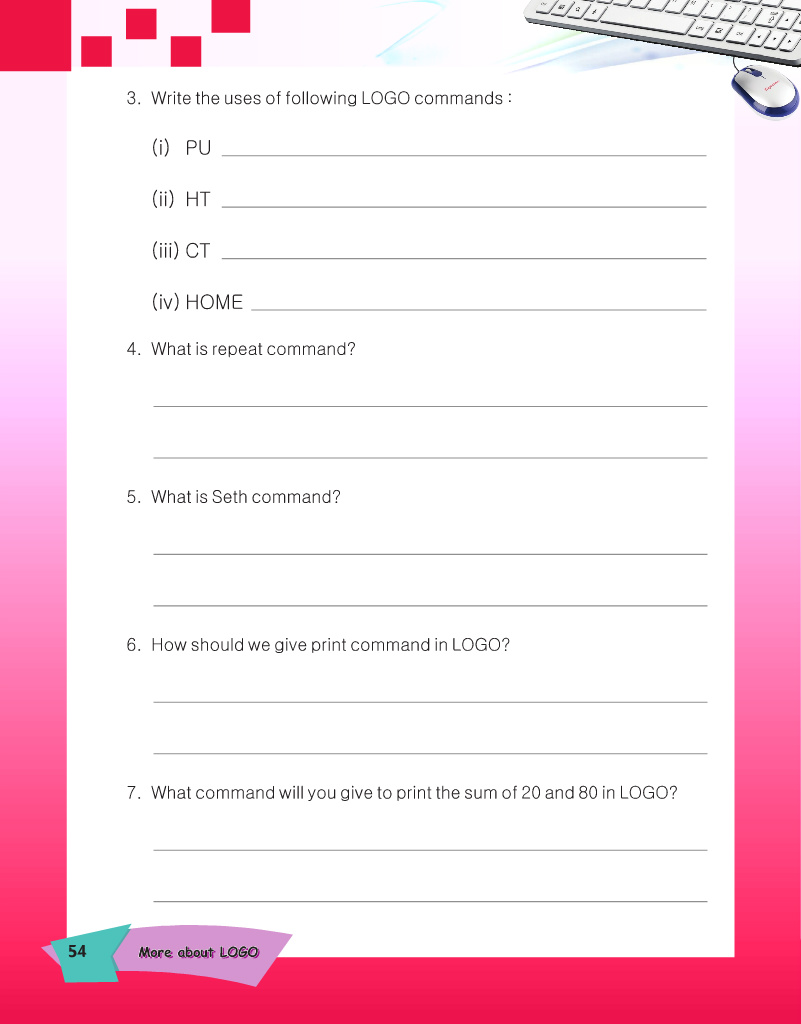 3. Write the uses of following LOGO commands :
(i) PU
(ii) HT
(iii) CT
(iv) HOME
4. What is repeat command?
5. What is Seth command?
6. How should we give print command in LOGO?
7. What command will you give to print the sum of 20 and 80 in LOGO?
54 More about LOGO